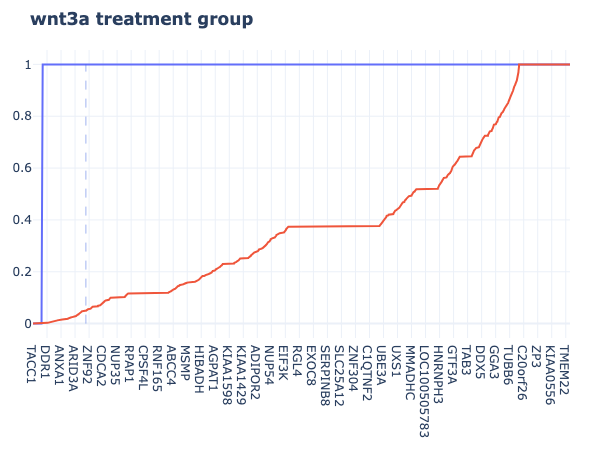 wnt3a treatment group
1
0.8
0.6
0.4
0.2
0
TACC1
DDR1
ANXA1
ARID3A
ZNF92
CDCA2
NUP35
RPAP1
CPSF4L
RNF165
ABCC4
MSMP
HIBADH
AGPAT1
KIAA1598
KIAA1429
ADIPOR2
NUP54
EIF3K
RGL4
EXOC8
SERPINB8
SLC25A12
ZNF304
C1QTNF2
UBE3A
UXS1
MMADHC
LOC100505783
HNRNPH3
GTF3A
TAB3
DDX5
GGA3
TUBB6
C20orf26
ZP3
KIAA0556
TMEM22